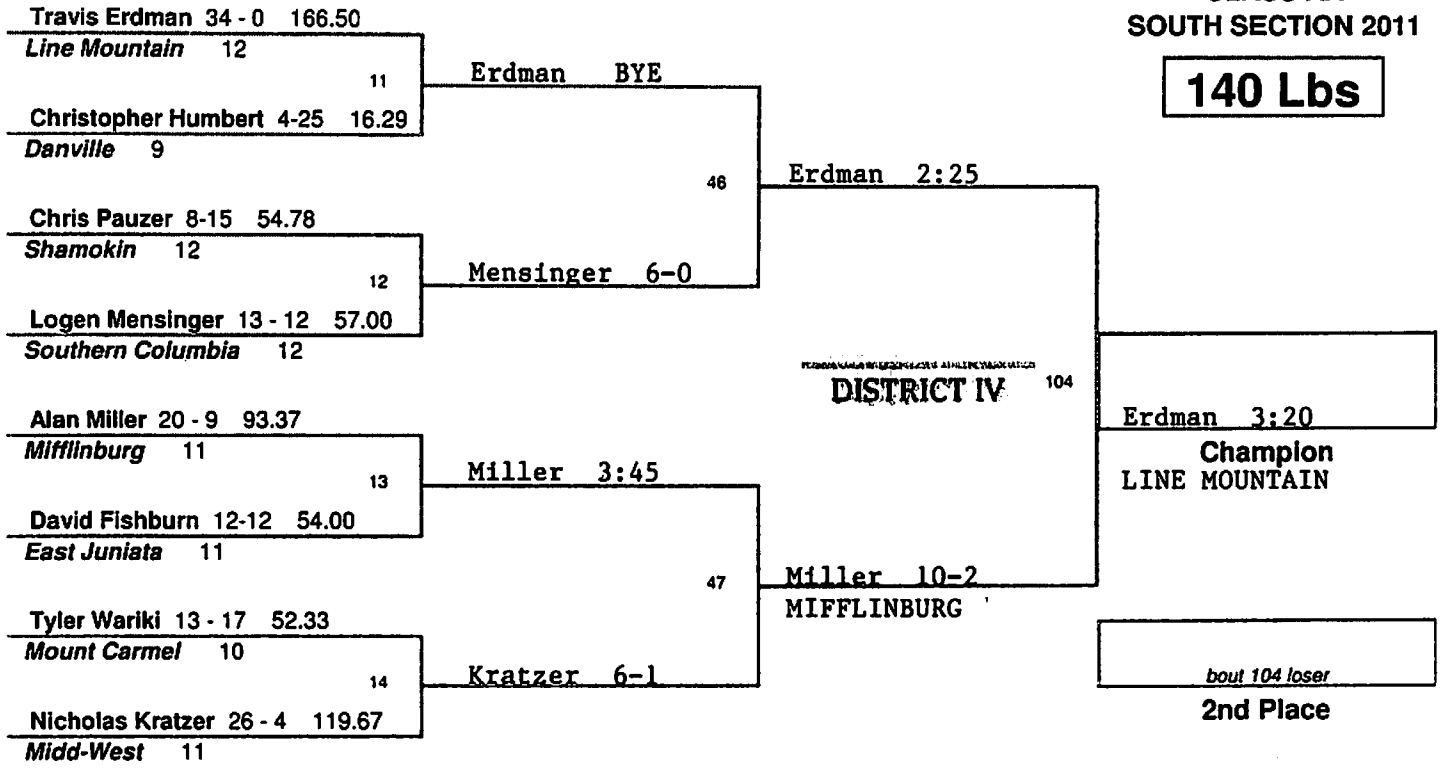 SOUTH SECTION 2011
140 Lbs
Travis Erdman 34 - 0 166.50
Line Mountain 12
11
Erdman BYE
Christopher Humbert 4-25 16.29
Danville 9
46
Erdman 2:25
Chris Pauzer 8-15 54.78
Shamokin 12
12
Mensinger 6-0
Logen Mensinger 13 - 12 57.00
Southern Columbia 12
DISTRICT IV
104
Erdman 3:20
Champion
LINE MOUNTAIN
Alan Miller 20 - 9 93.37
Mifflinburg 11
13
Miller 3:45
David Fishburn 12-12 54.00
East Juniata 11
47
Miller 10-2
MIFFLINBURG
Tyler Wariki 13 - 17 52.33
Mount Carmel 10
14
Kratzer 6-1
Nicholas Kratzer 26 - 4 119.67
Midd-West 11
bout 104 loser
2nd Place